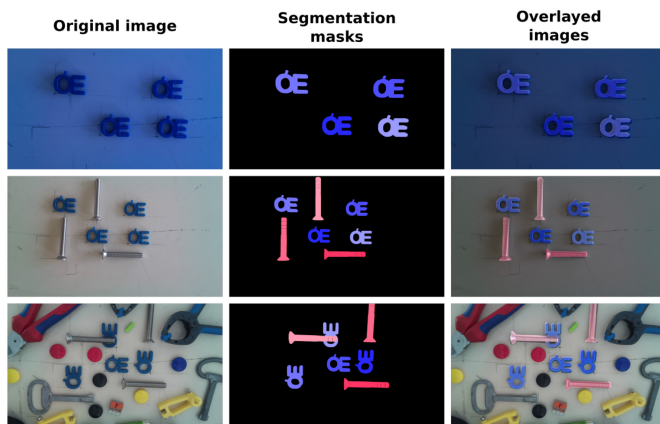 Original image
Segmentation
masks
Overlayed
images